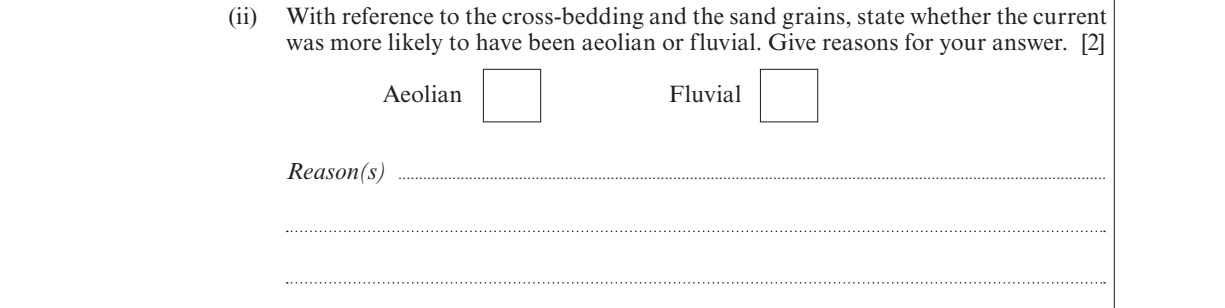 (ii) With reference to the cross-bedding and the sand grains, state whether the current
was more likely to have been aeolian or fluvial. Give reasons for your answer. [2]
Aeolian Fluvial
Reason(s)